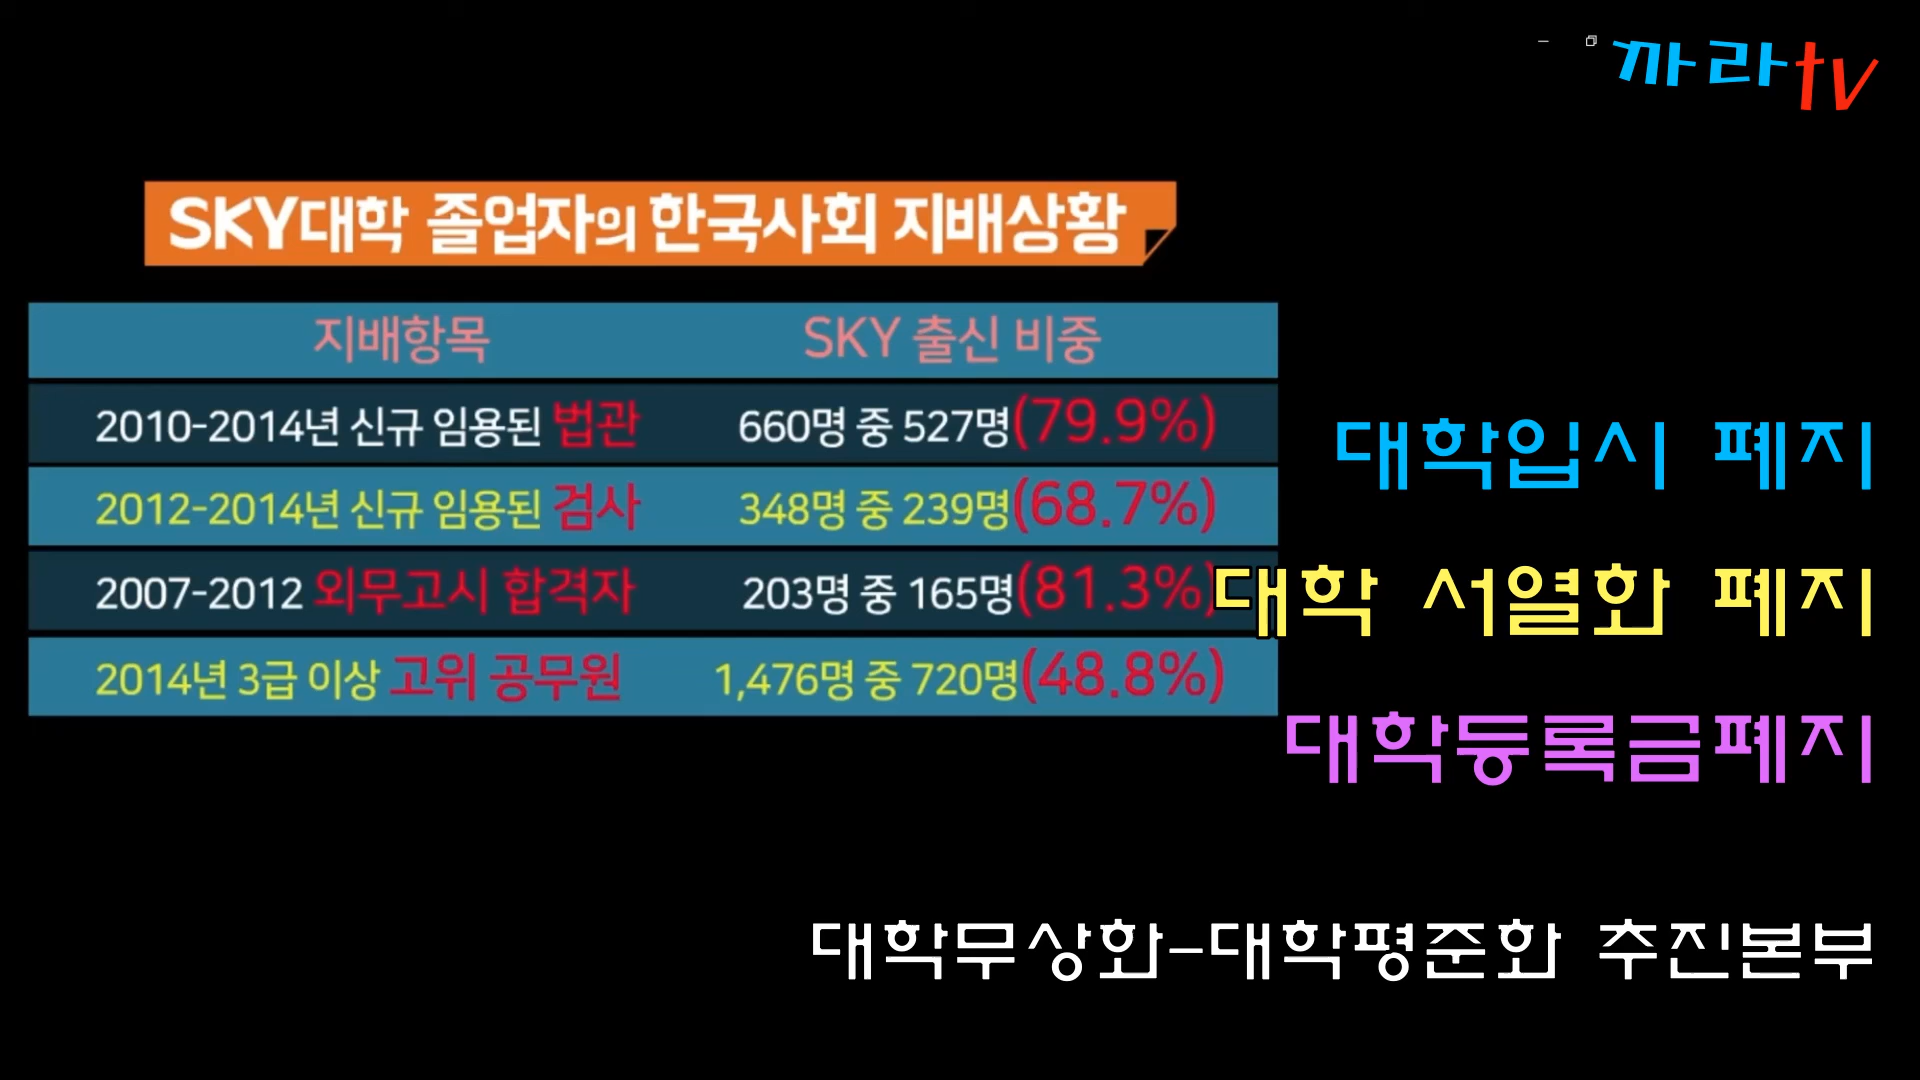 까라tv
SKY대학 졸업자의 한국사회 지배상황
지배항목 SKY 출신 비중
2010-2014년 신규 임용된 법관 660명 중 527명(79.9%)
2012-2014년 신규 임용된 검사 348명 중 239명(68.7%)
2007-2012 외무고시 합격자 203명 중 165명(81.3%)
2014년 3급 이상 고위 공무원 1,476명 중 720명(48.8%)
대학입시 폐지
대학 서열화 폐지
대학등록금폐지
대학무상화-대학평준화 추진본부